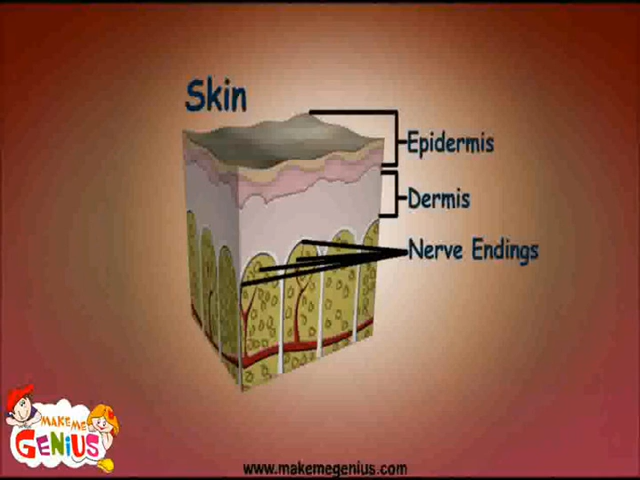 Skin
Epidermis
Dermis
Nerve Endings
MAKE ME
GENiUS
www.makemegenius.com